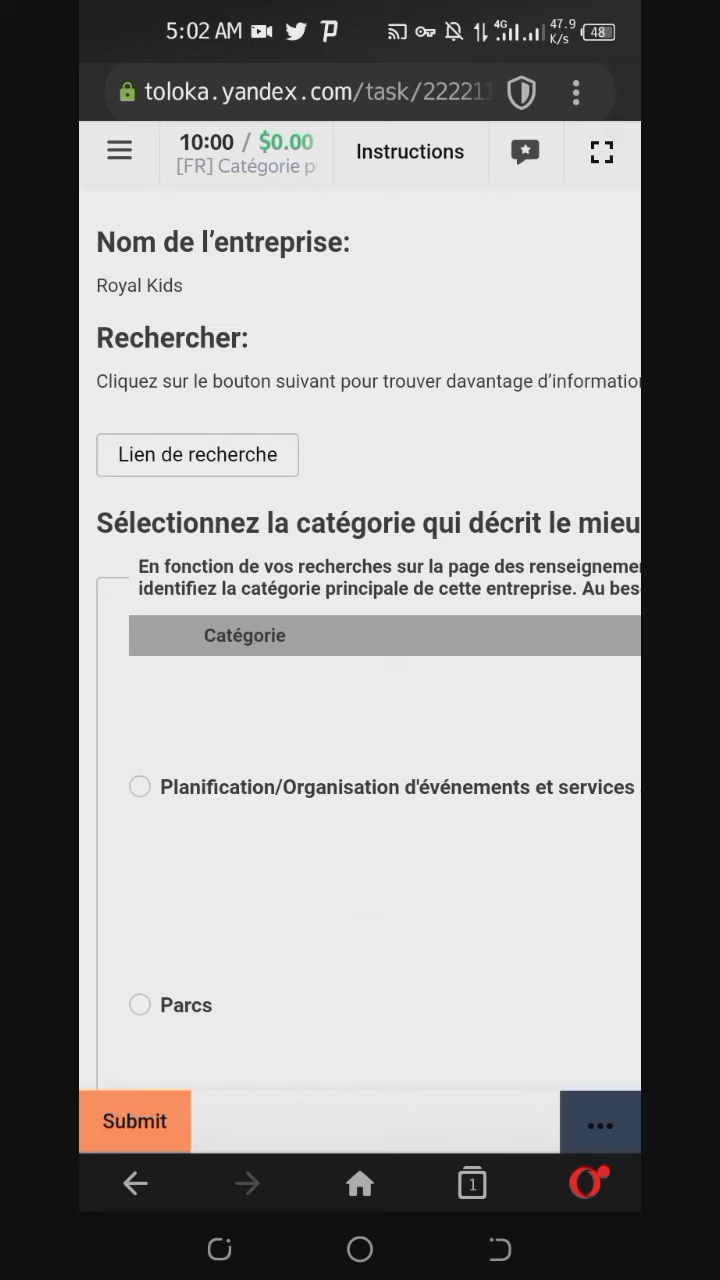 5:02 AM 4G 47.9 K/s 48
toloka.yandex.com/task/22221
10:00 / $0.00
[FR] Catégorie p
Instructions
Nom de l’entreprise:
Royal Kids
Rechercher:
Cliquez sur le bouton suivant pour trouver davantage d’information
Lien de recherche
Sélectionnez la catégorie qui décrit le mieu
En fonction de vos recherches sur la page des renseigneme
identifiez la catégorie principale de cette entreprise. Au bes
Catégorie
Planification/Organisation d'événements et services
Parcs
Submit
1